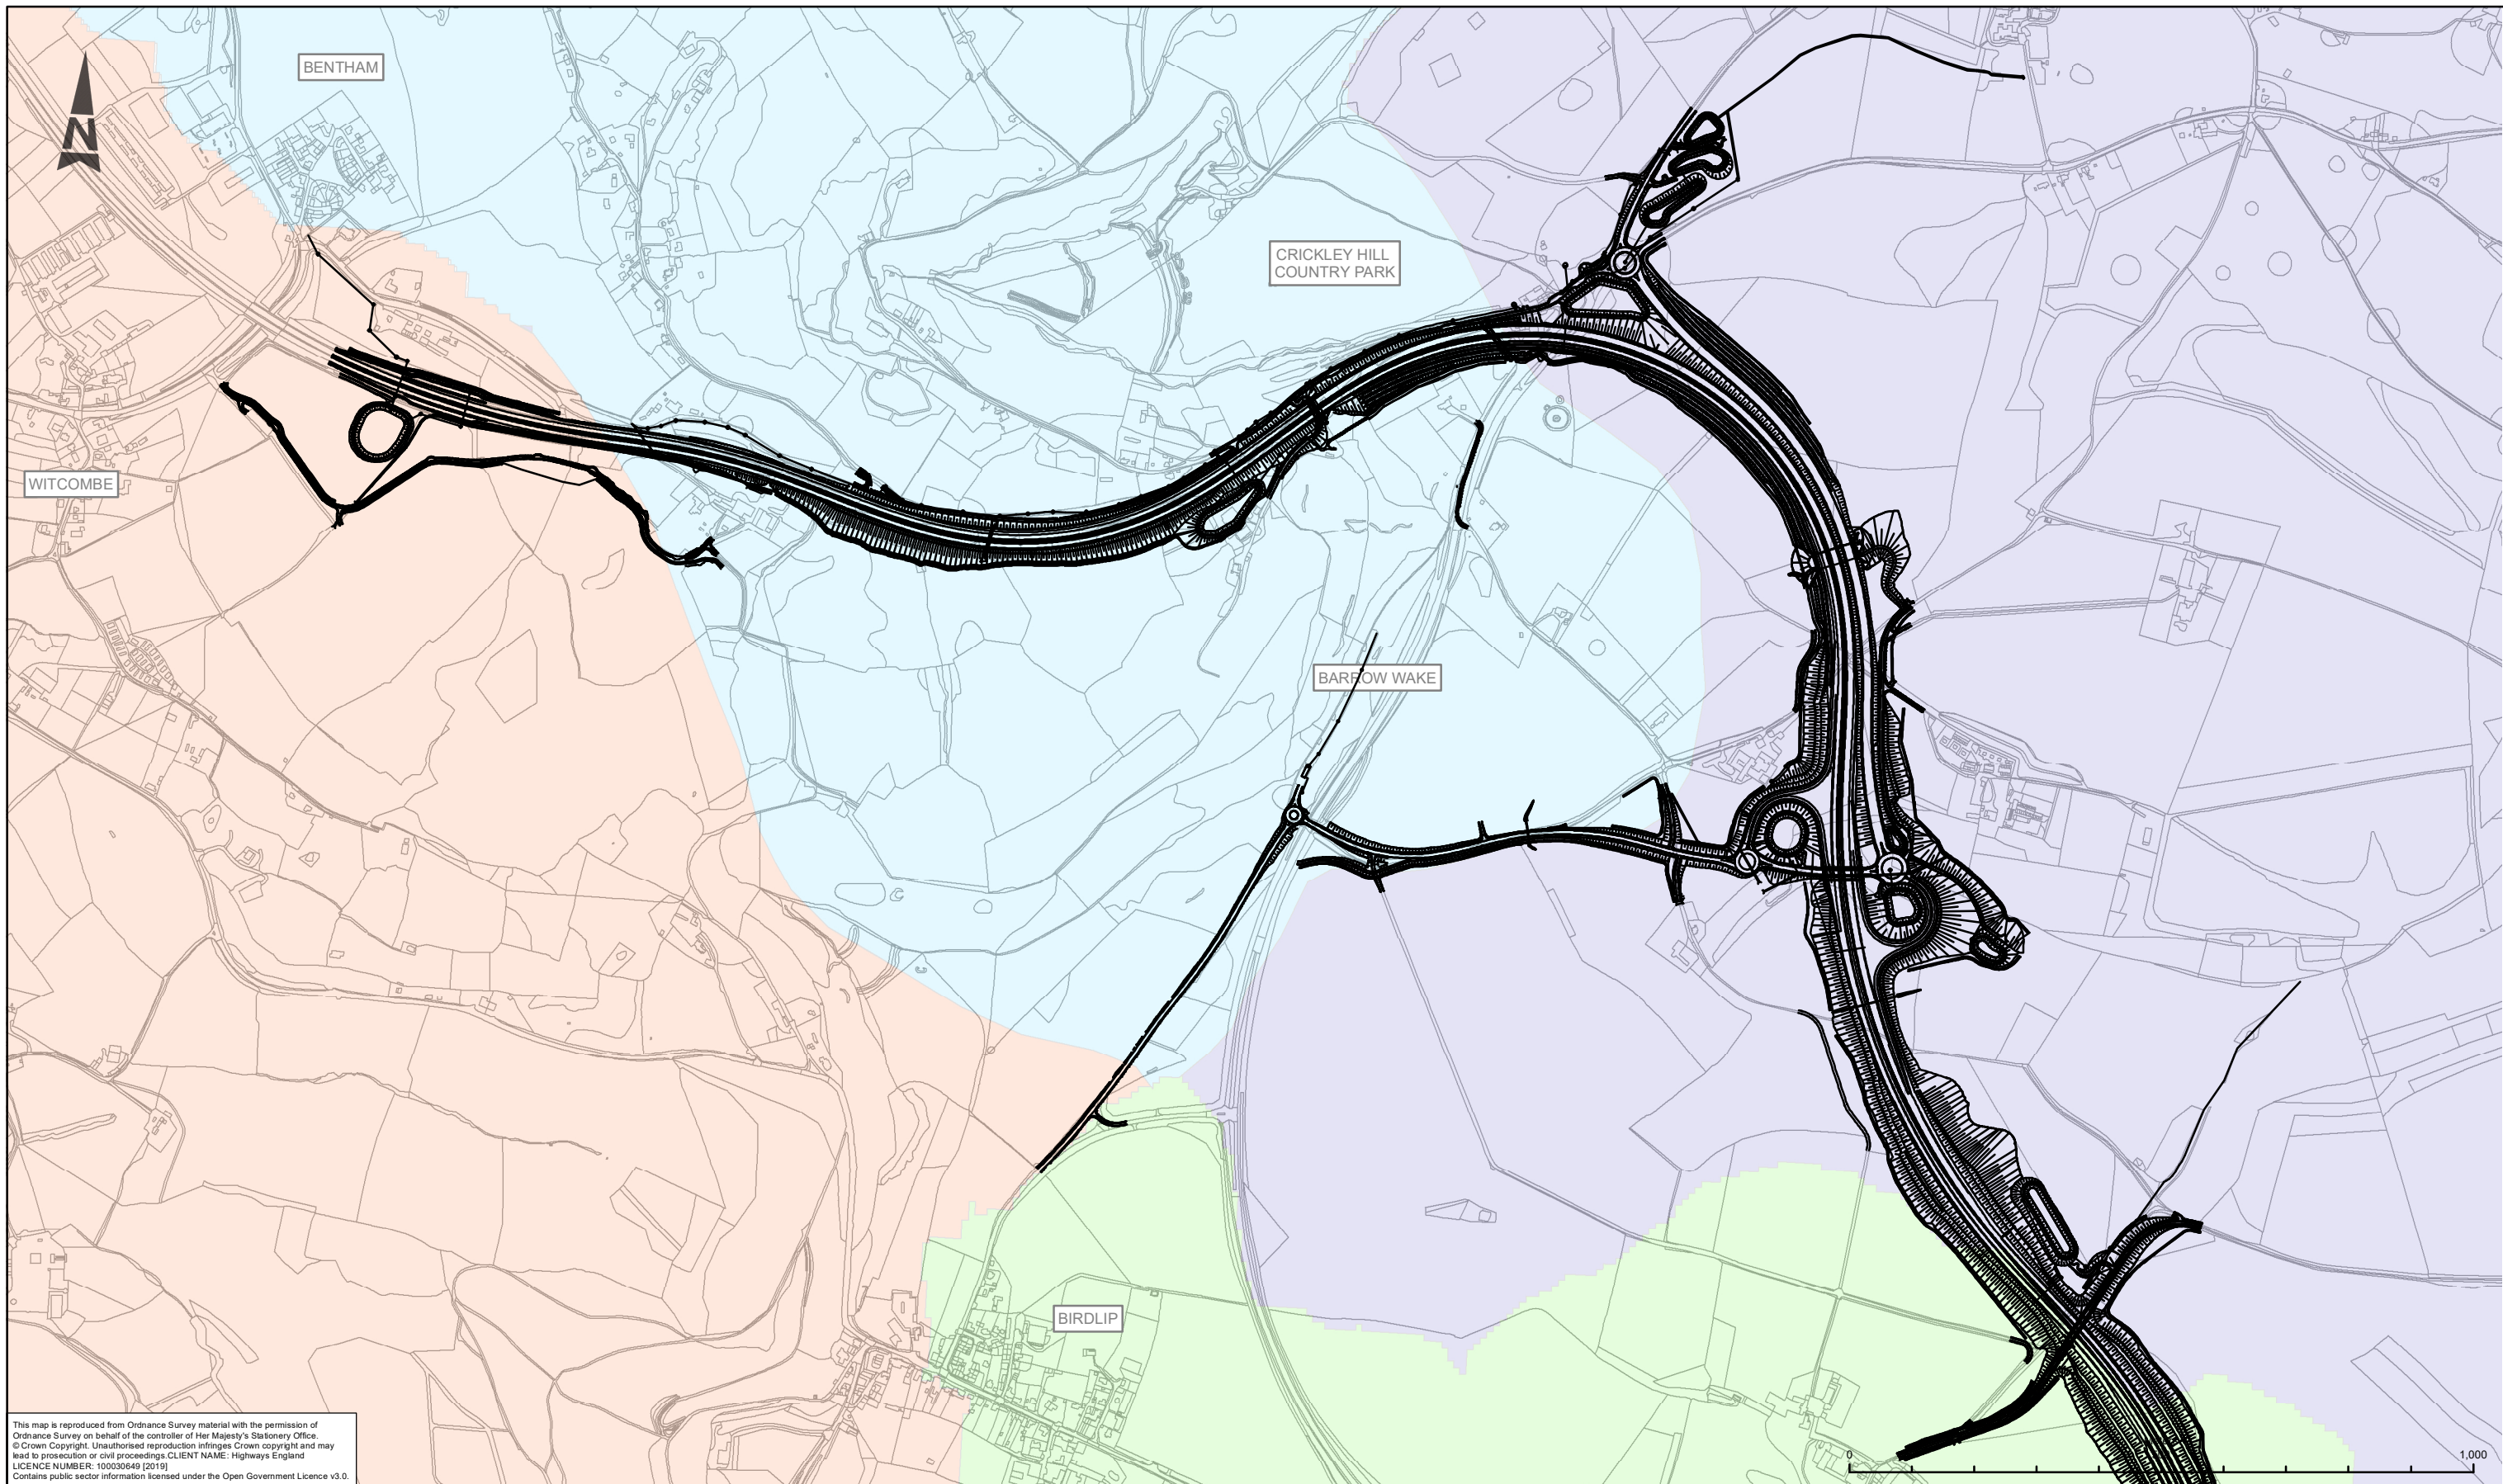 BENTHAM
N
CRICKLEY HILL
COUNTRY PARK
WITCOMBE
BARROW WAKE
BIRDLIP
This map is reproduced from Ordnance Survey material with the permission of
Ordnance Survey on behalf of the controller of Her Majesty's Stationery Office.
© Crown Copyright. Unauthorised reproduction infringes Crown copyright and may
lead to prosecution or civil proceedings.CLIENT NAME: Highways England
LICENCE NUMBER: 100030649 [2019]
Contains public sector information licensed under the Open Government Licence v3.0.
0 1,000